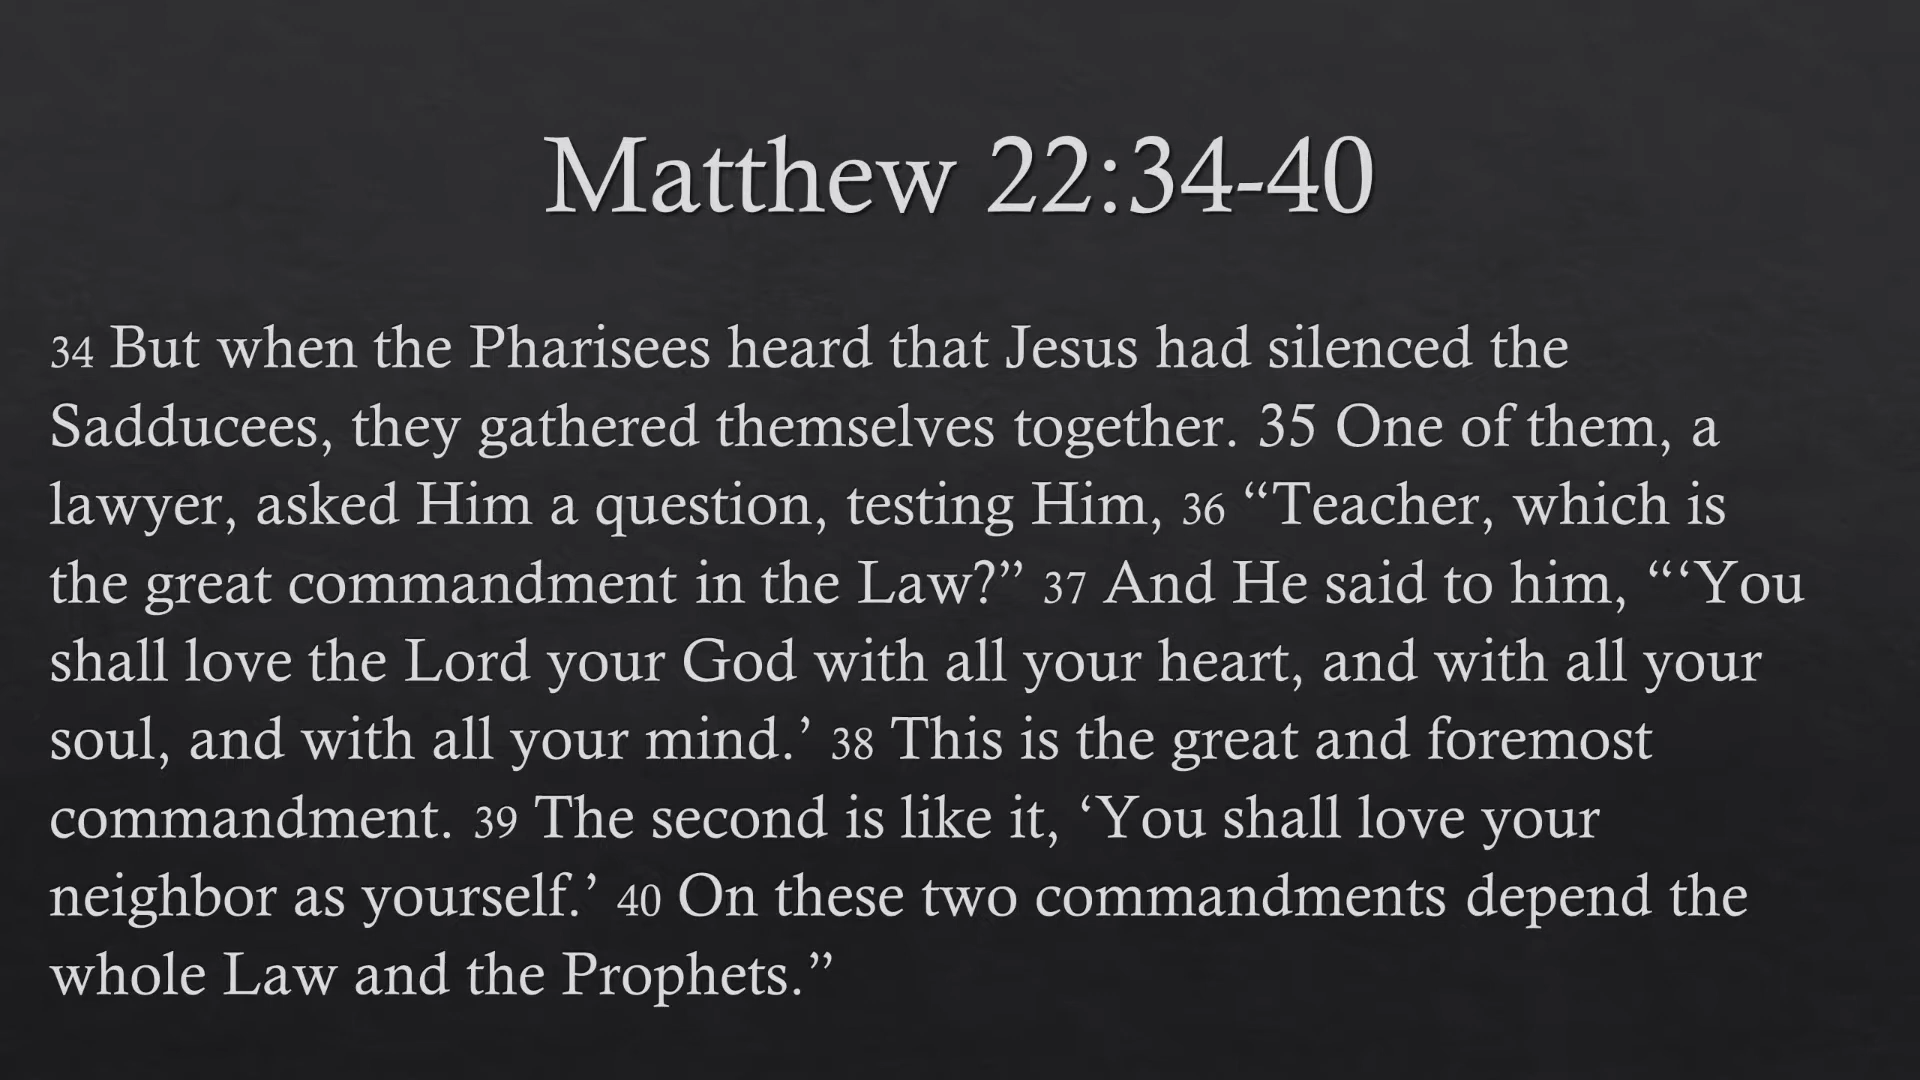 Matthew 22:34-40
34 But when the Pharisees heard that Jesus had silenced the
Sadducees, they gathered themselves together. 35 One of them, a
lawyer, asked Him a question, testing Him, 36 “Teacher, which is
the great commandment in the Law?” 37 And He said to him, “‘You
shall love the Lord your God with all your heart, and with all your
soul, and with all your mind.’ 38 This is the great and foremost
commandment. 39 The second is like it, ‘You shall love your
neighbor as yourself.’ 40 On these two commandments depend the
whole Law and the Prophets.”